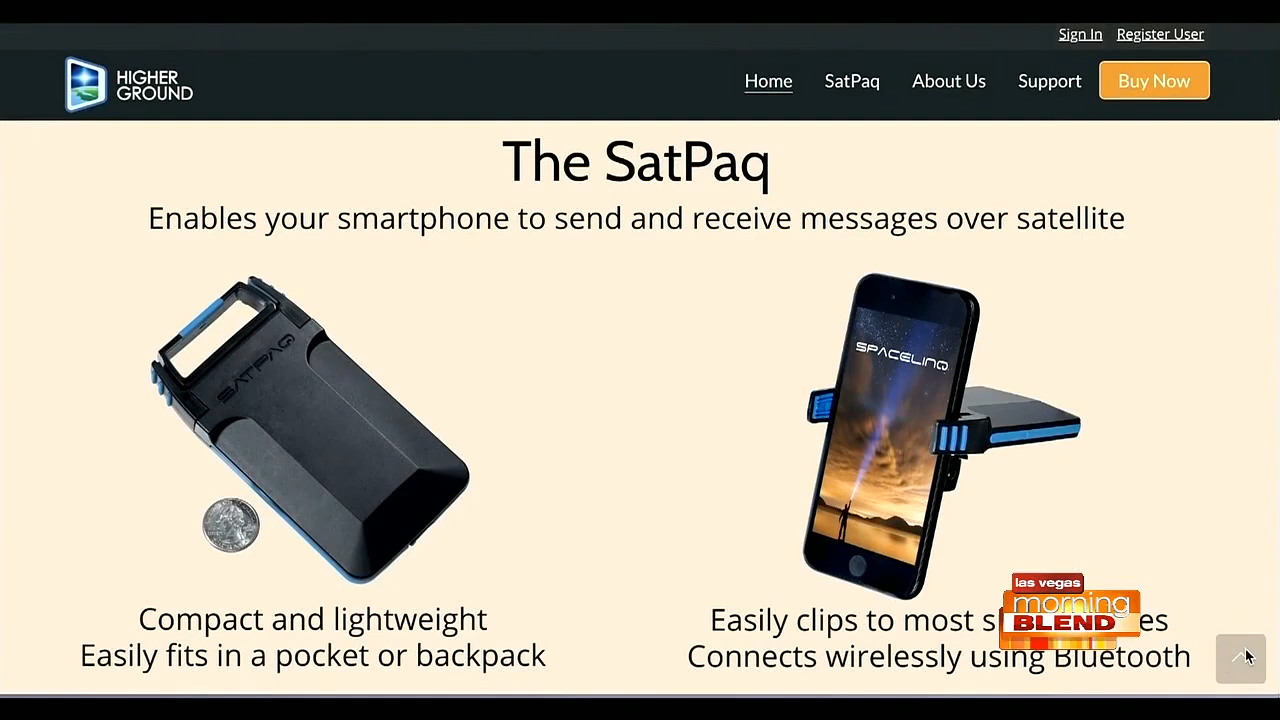 Sign In Register User
HIGHER
GROUND
Home SatPaq About Us Support Buy Now
The SatPaq
Enables your smartphone to send and receive messages over satellite
SATPAQ
SPACELINQ
Compact and lightweight
Easily fits in a pocket or backpack
Easily clips to most
Connects wirelessly using Bluetooth
las vegas
morning
BLEND